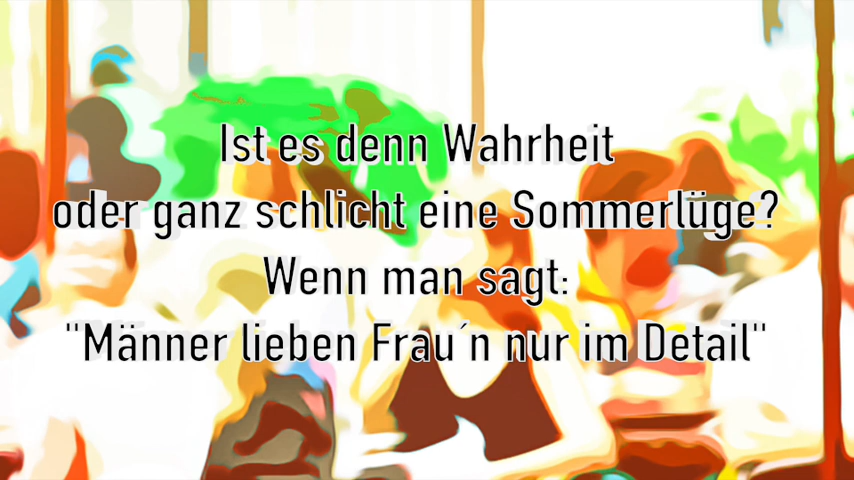 Ist es denn Wahrheit
oder ganz schlicht eine Sommerlüge?
Wenn man sagt:
"Männer lieben Frau´n nur im Detail"